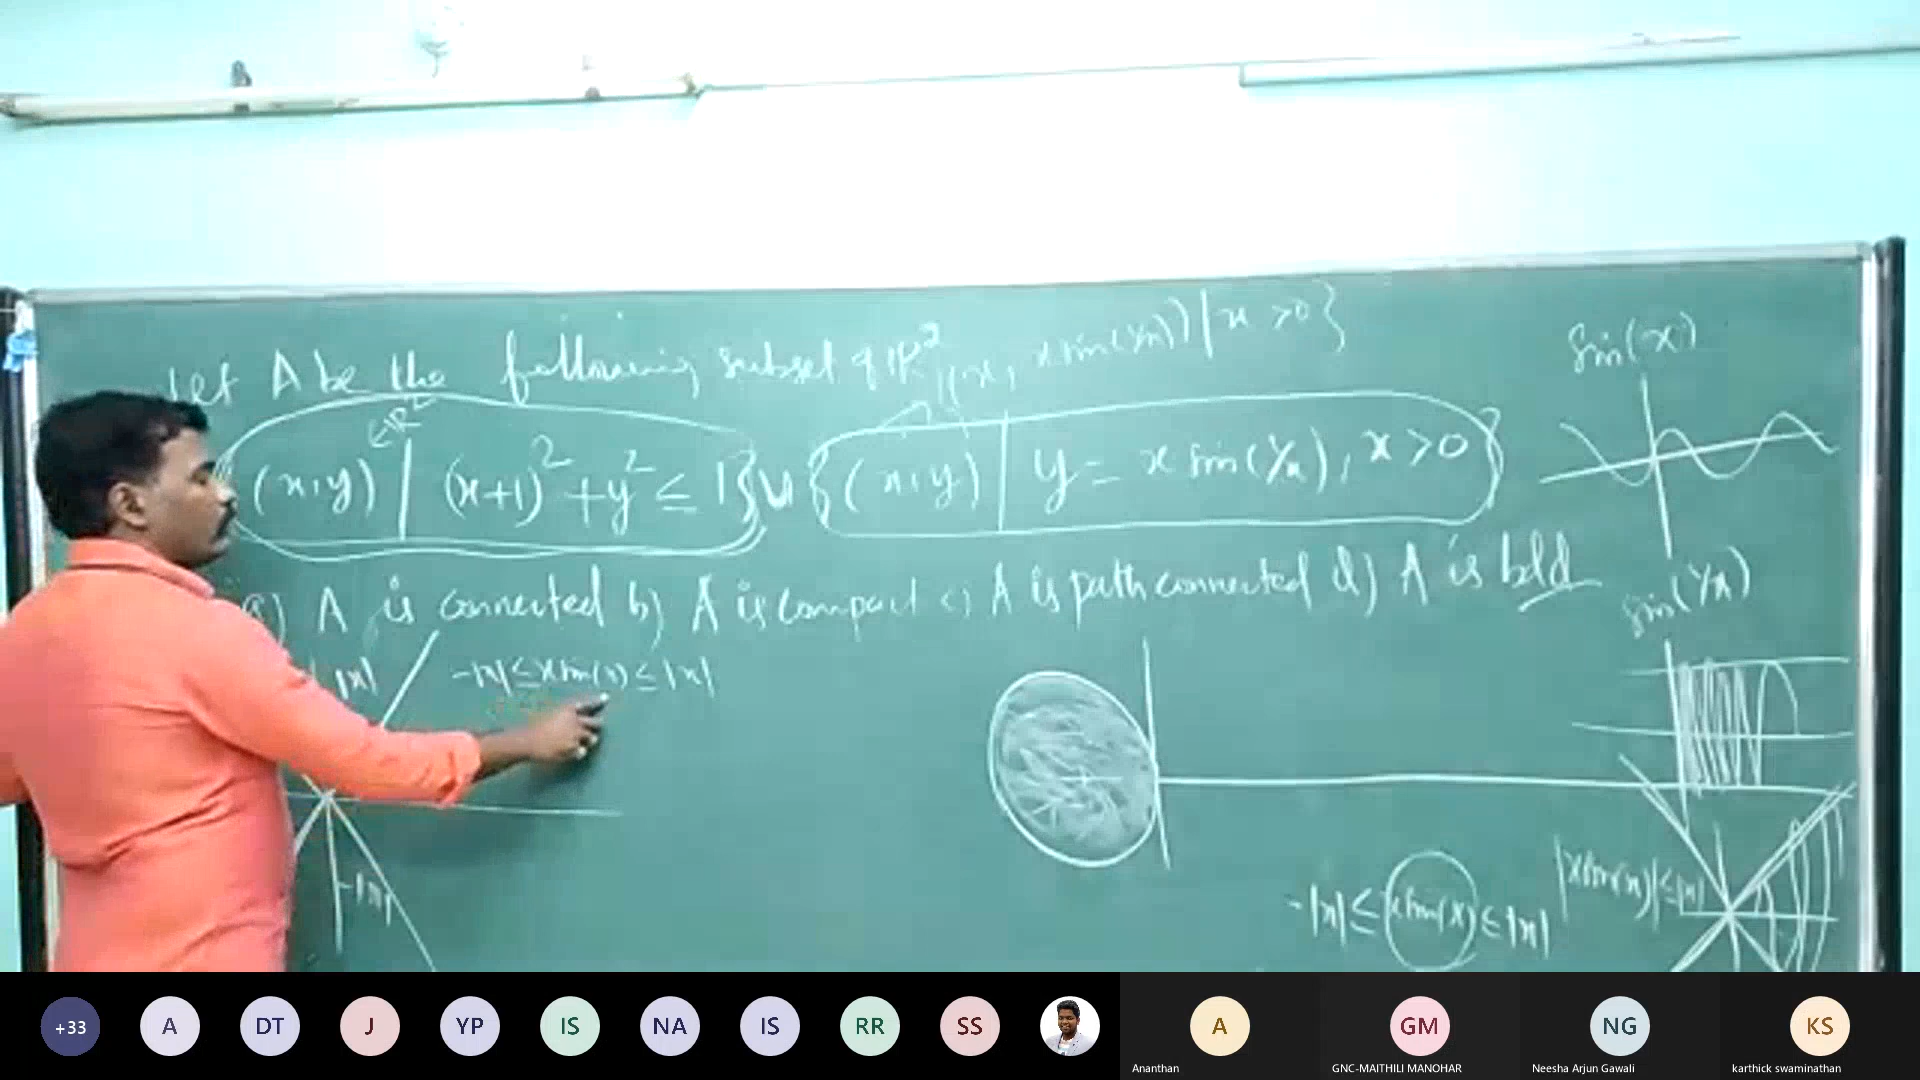 Let A be the following subset of IR² {(x, x sin(1/x)) | x > 0}
∈ IR²
(x, y) | (x+1)² + y² ≤ 1} ∪ {(x, y) | y = x sin(1/x), x > 0}
a) A is connected b) A is compact c) A is path connected d) A is bdd
|x|
-|x| ≤ x sin(x) ≤ |x|
-|x|
sin(x)
sin(1/x)
-|x| ≤ x sin(x) ≤ |x|
|x sin(x)| ≤ |x|
+33
A
DT
J
YP
IS
NA
IS
RR
SS
A
GM
NG
KS
Ananthan
GNC-MAITHILI MANOHAR
Neesha Arjun Gawali
karthick swaminathan